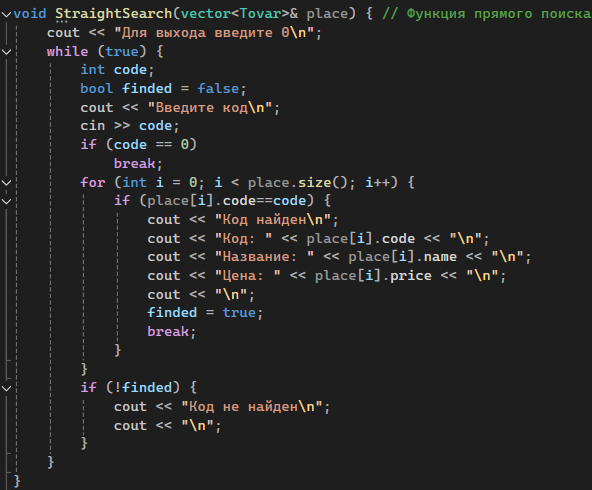 void StraightSearch(vector<Tovar>& place) { // Функция прямого поиска
cout << "Для выхода введите 0\n";
while (true) {
int code;
bool finded = false;
cout << "Введите код\n";
cin >> code;
if (code == 0)
break;
for (int i = 0; i < place.size(); i++) {
if (place[i].code==code) {
cout << "Код найден\n";
cout << "Код: " << place[i].code << "\n";
cout << "Название: " << place[i].name << "\n";
cout << "Цена: " << place[i].price << "\n";
cout << "\n";
finded = true;
break;
}
}
if (!finded) {
cout << "Код не найден\n";
cout << "\n";
}
}
}